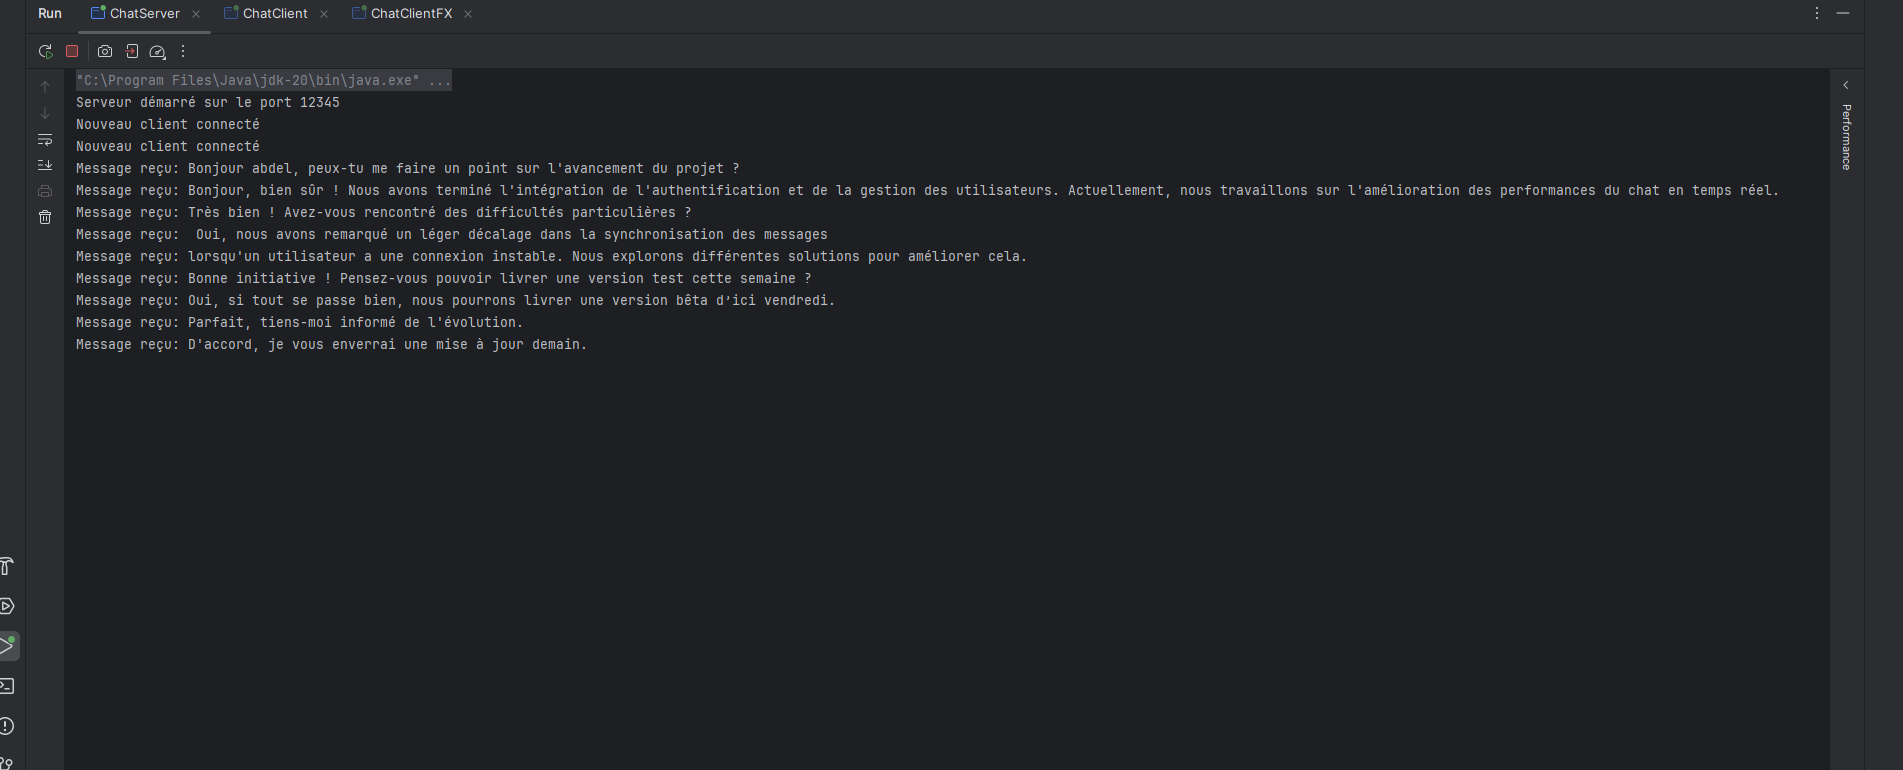 Run ChatServer ChatClient ChatClientFX
"C:\Program Files\Java\jdk-20\bin\java.exe" ...
Serveur démarré sur le port 12345
Nouveau client connecté
Nouveau client connecté
Message reçu: Bonjour abdel, peux-tu me faire un point sur l'avancement du projet ?
Message reçu: Bonjour, bien sûr ! Nous avons terminé l'intégration de l'authentification et de la gestion des utilisateurs. Actuellement, nous travaillons sur l'amélioration des performances du chat en temps réel.
Message reçu: Très bien ! Avez-vous rencontré des difficultés particulières ?
Message reçu:  Oui, nous avons remarqué un léger décalage dans la synchronisation des messages
Message reçu: lorsqu'un utilisateur a une connexion instable. Nous explorons différentes solutions pour améliorer cela.
Message reçu: Bonne initiative ! Pensez-vous pouvoir livrer une version test cette semaine ?
Message reçu: Oui, si tout se passe bien, nous pourrons livrer une version bêta d’ici vendredi.
Message reçu: Parfait, tiens-moi informé de l'évolution.
Message reçu: D'accord, je vous enverrai une mise à jour demain.
Performance